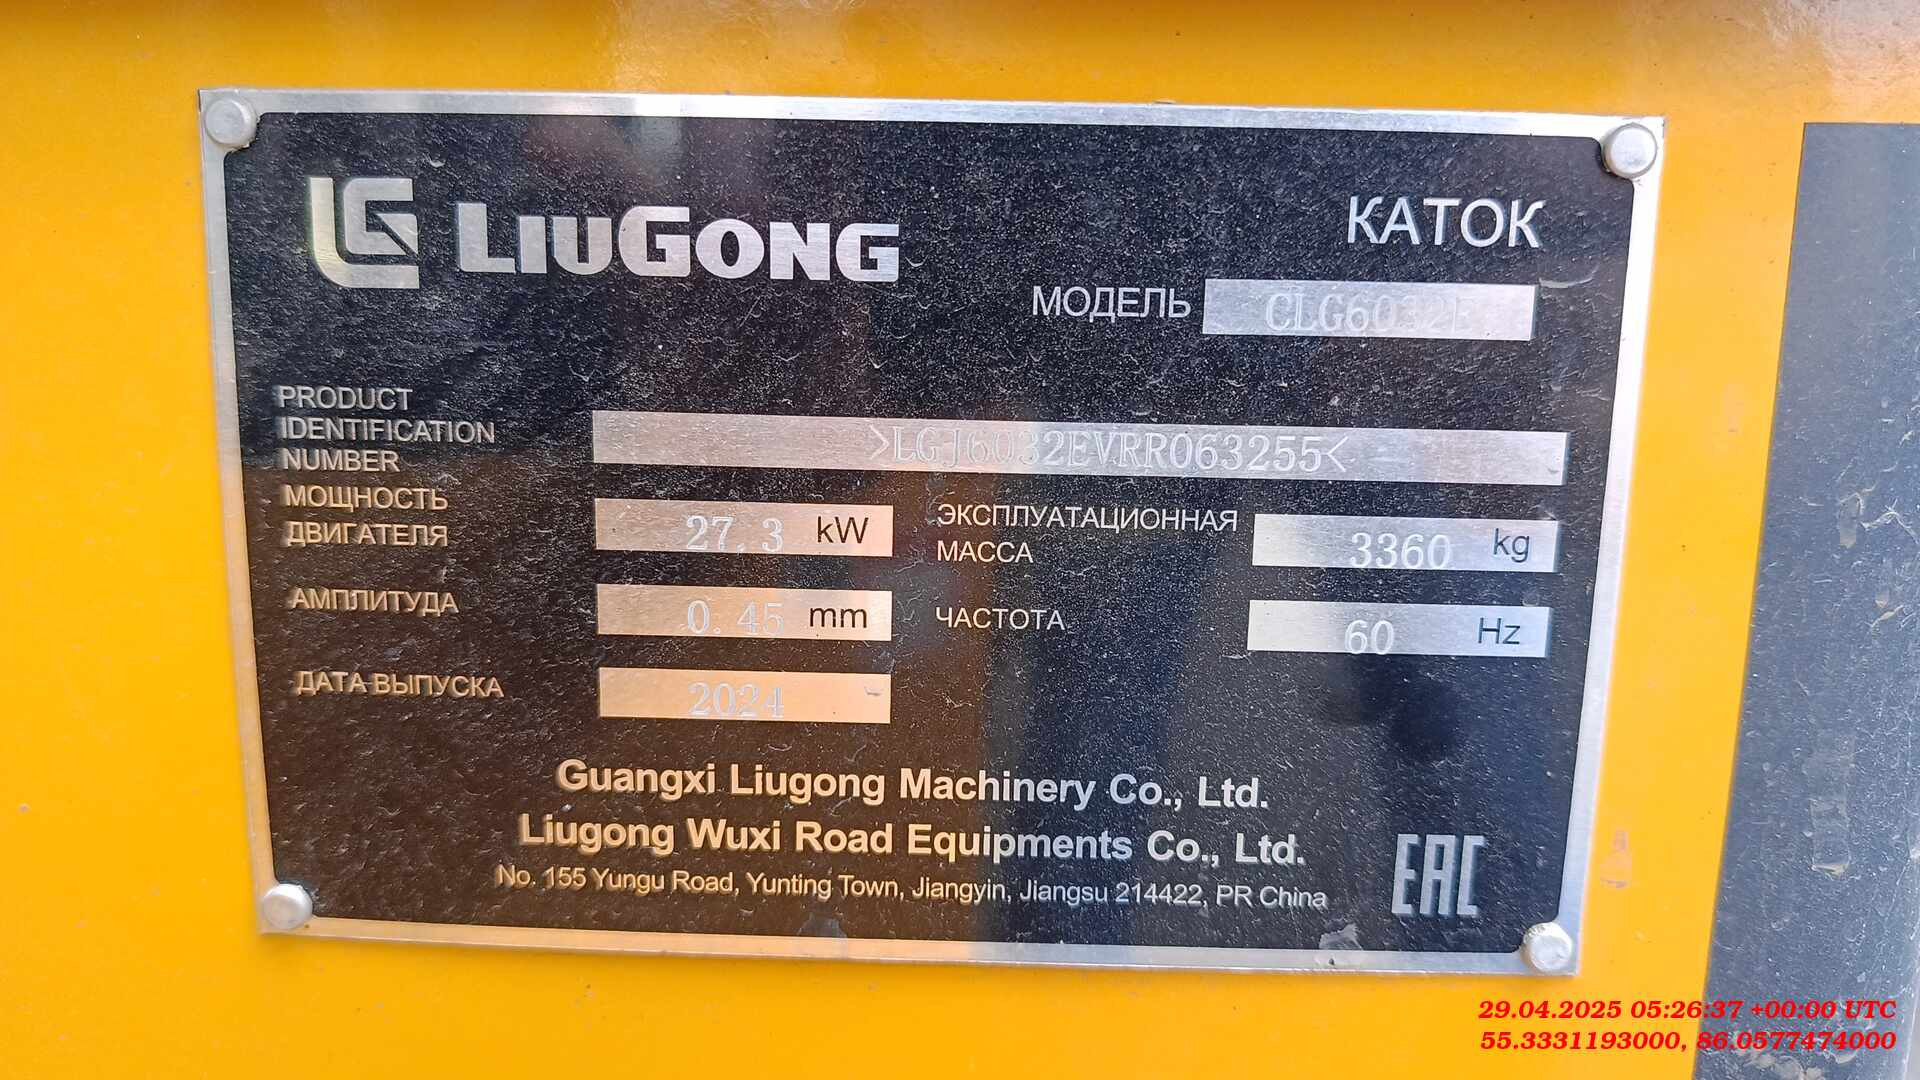 LG LIUGONG
КАТОК
МОДЕЛЬ CLG6032E
PRODUCT
IDENTIFICATION
NUMBER
>LGJ6032EVRR063255<
МОЩНОСТЬ
ДВИГАТЕЛЯ
27,3 kW
ЭКСПЛУАТАЦИОННАЯ
МАССА
3360 kg
АМПЛИТУДА 0.45 mm
ЧАСТОТА 60 Hz
ДАТА ВЫПУСКА 2024
Guangxi Liugong Machinery Co., Ltd.
Liugong Wuxi Road Equipments Co., Ltd.
No. 155 Yungu Road, Yunting Town, Jiangyin, Jiangsu 214422, PR China
EAC
29.04.2025 05:26:37 +00:00 UTC
55.3331193000, 86.0577474000